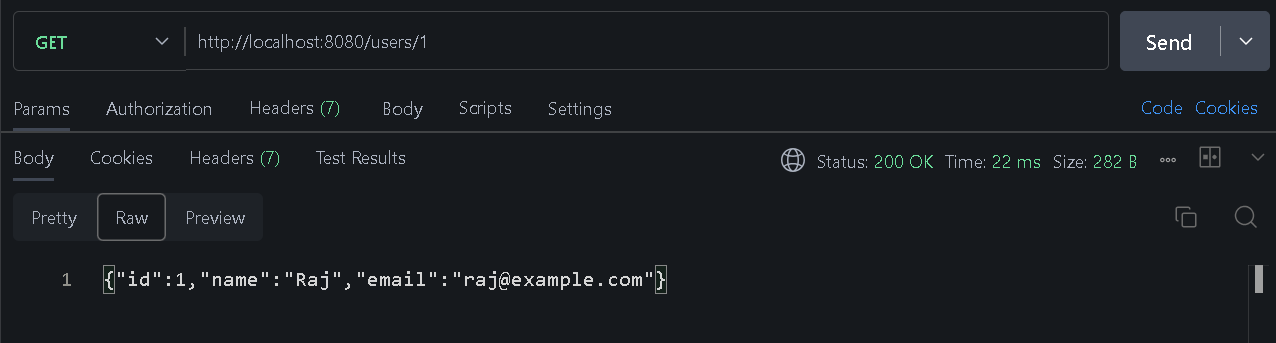 GET http://localhost:8080/users/1 Send
Params Authorization Headers (7) Body Scripts Settings Code Cookies
Body Cookies Headers (7) Test Results Status: 200 OK Time: 22 ms Size: 282 B
Pretty Raw Preview
1 {"id":1,"name":"Raj","email":"raj@example.com"}